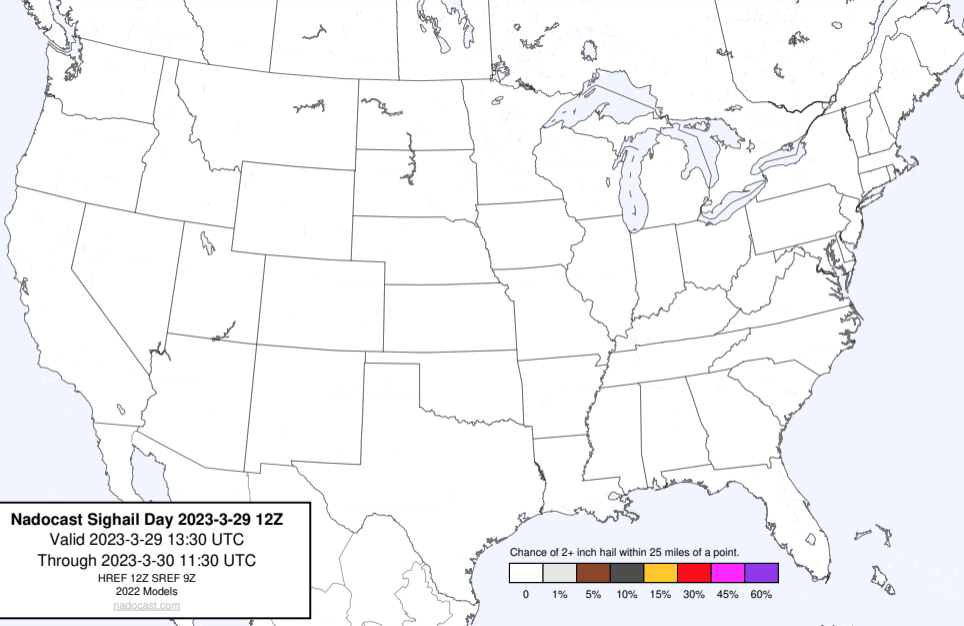 Nadocast Sighail Day 2023-3-29 12Z
Valid 2023-3-29 13:30 UTC
Through 2023-3-30 11:30 UTC
HREF 12Z SREF 9Z
2022 Models
nadocast.com
Chance of 2+ inch hail within 25 miles of a point.
0 1% 5% 10% 15% 30% 45% 60%